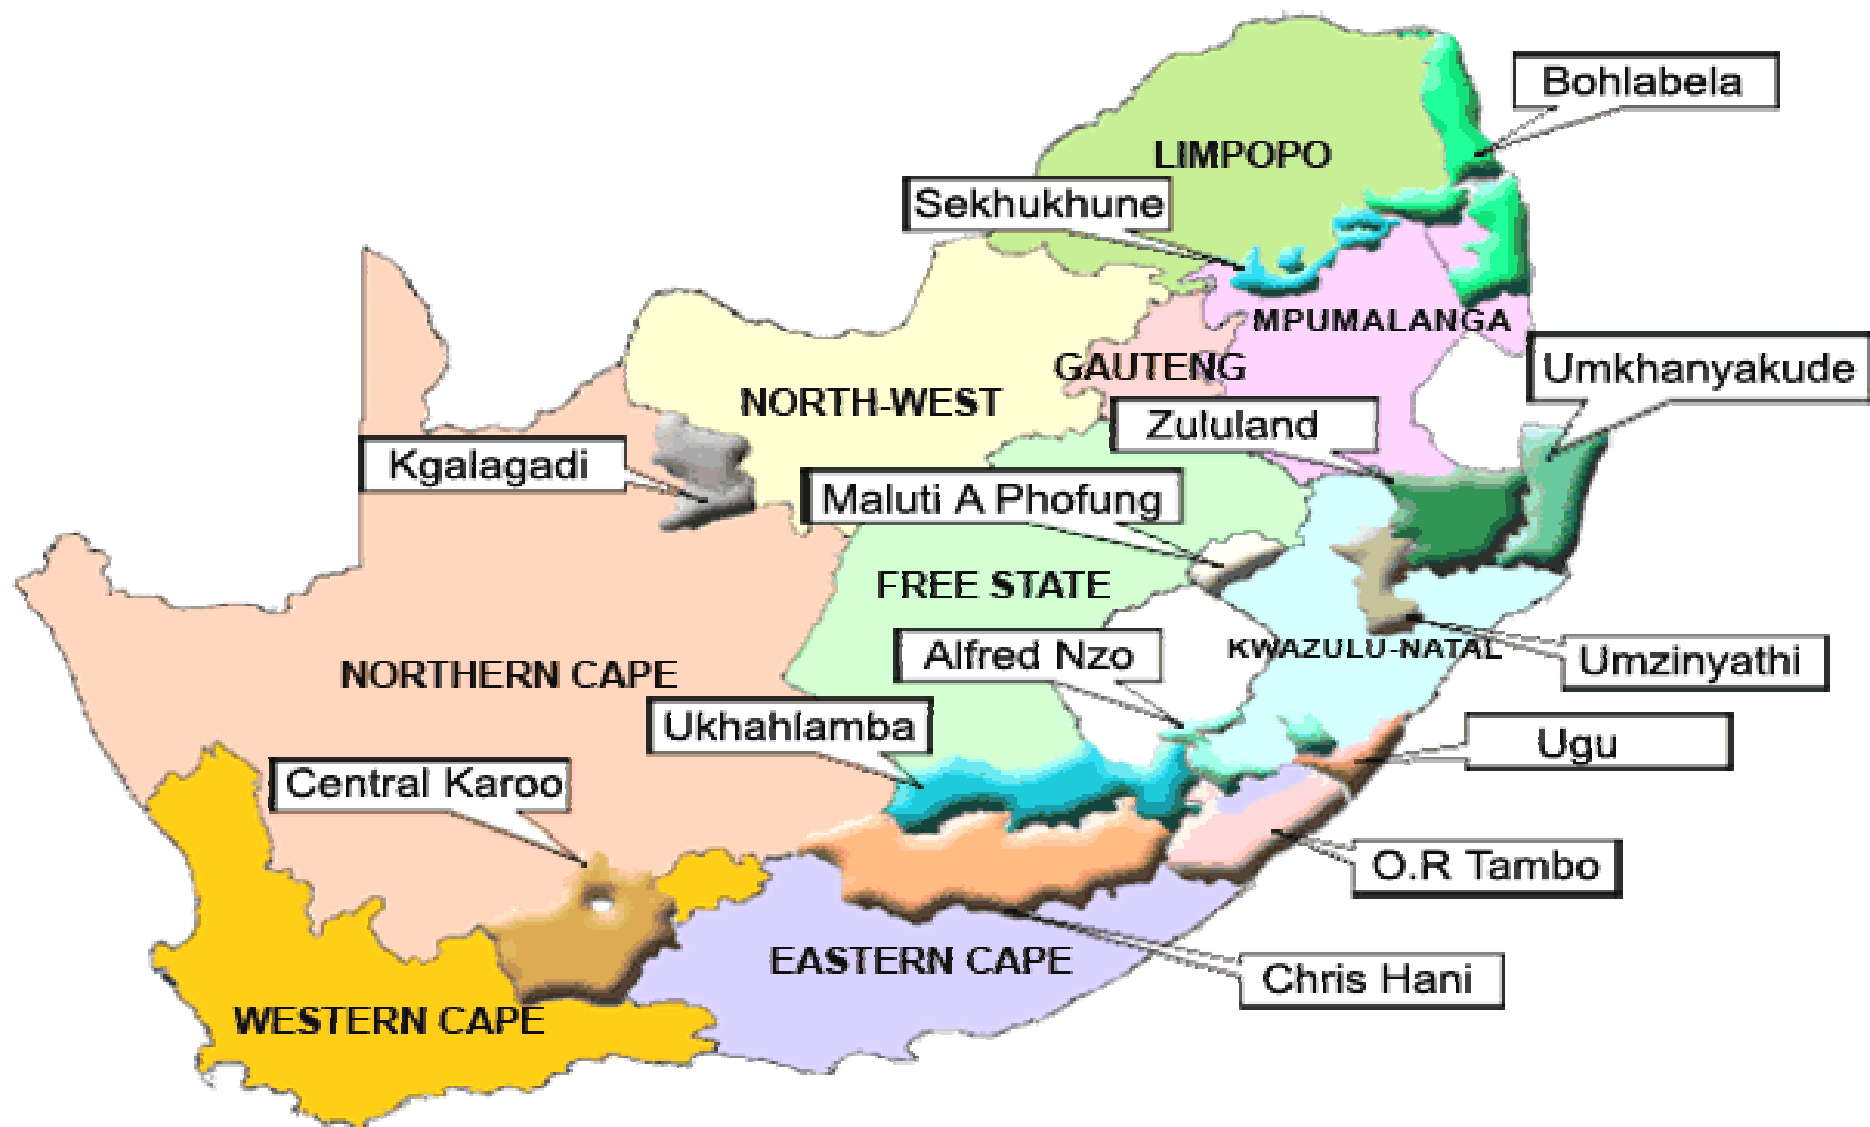 Bohlabela
LIMPOPO
Sekhukhune
MPUMALANGA
GAUTENG
Umkhanyakude
NORTH-WEST
Zululand
Kgalagadi
Maluti A Phofung
FREE STATE
KWAZULU-NATAL
Alfred Nzo
Umzinyathi
NORTHERN CAPE
Ukhahlamba
Ugu
Central Karoo
O.R Tambo
EASTERN CAPE
Chris Hani
WESTERN CAPE